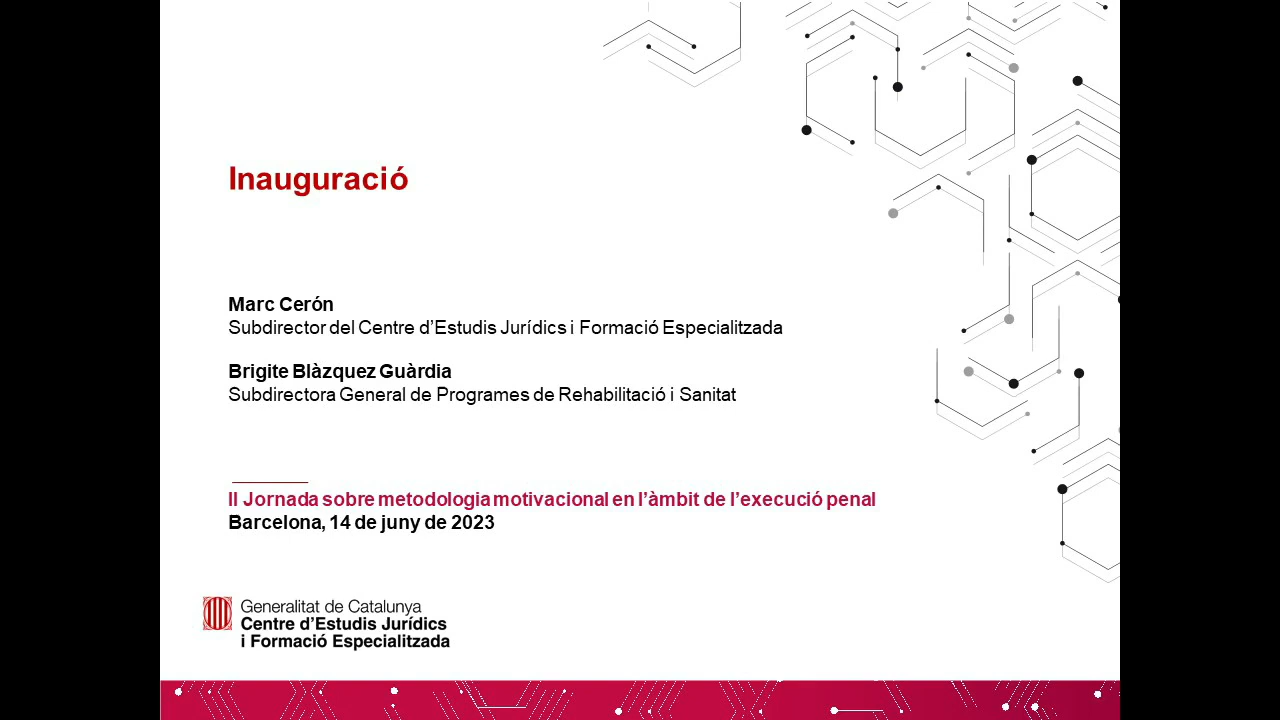 Inauguració
Marc Cerón
Subdirector del Centre d’Estudis Jurídics i Formació Especialitzada
Brigite Blàzquez Guàrdia
Subdirectora General de Programes de Rehabilitació i Sanitat
II Jornada sobre metodologia motivacional en l’àmbit de l’execució penal
Barcelona, 14 de juny de 2023
Generalitat de Catalunya
Centre d’Estudis Jurídics
i Formació Especialitzada